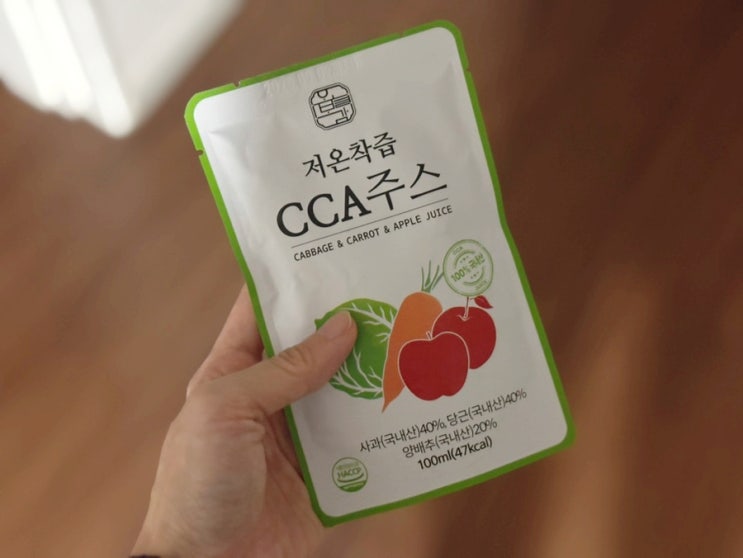 저온착즙
CCA주스
CABBAGE & CARROT & APPLE JUICE
100% 국내산
사과(국내산)40%, 당근(국내산)40%
양배추(국내산)20%
100ml(47kcal)
HACCP